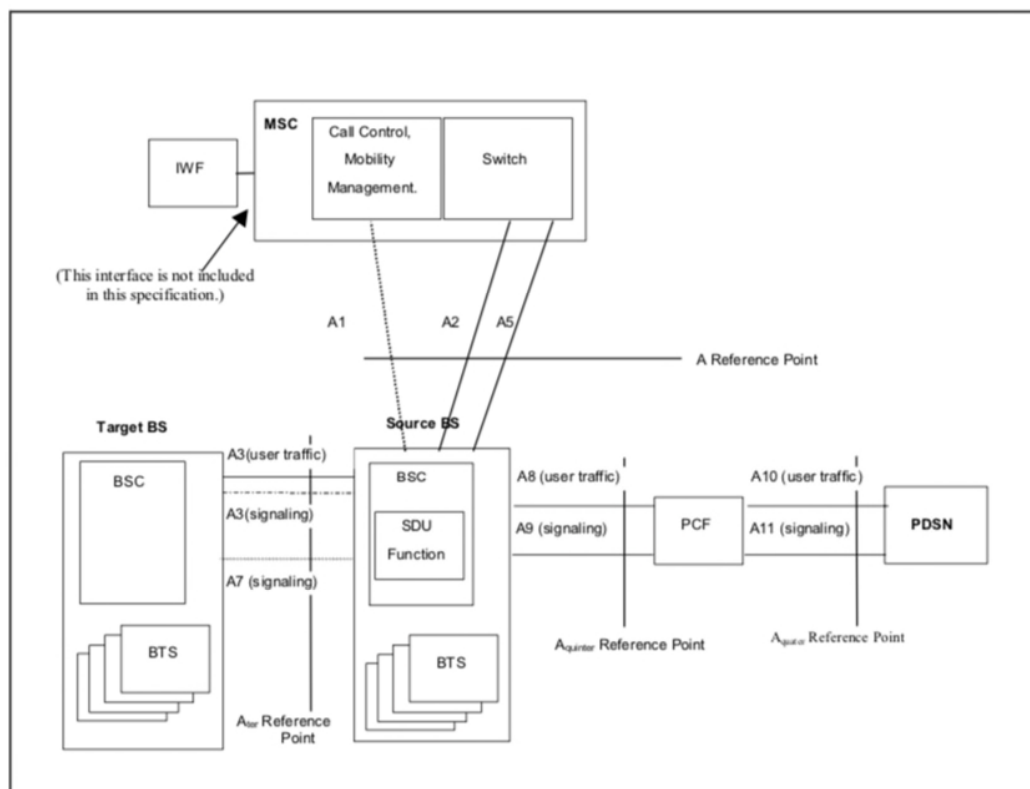 MSC
Call Control,
Mobility
Management.
Switch
IWF
(This interface is not included
in this specification.)
A1
A2
A5
A Reference Point
Target BS
Source BS
A3(user traffic)
A3(signaling)
A7 (signaling)
BSC
BTS
BSC
SDU
Function
BTS
A8 (user traffic)
A9 (signaling)
PCF
A10 (user traffic)
A11 (signaling)
PDSN
Ater Reference
Point
Aquinter Reference Point
Aquater Reference Point